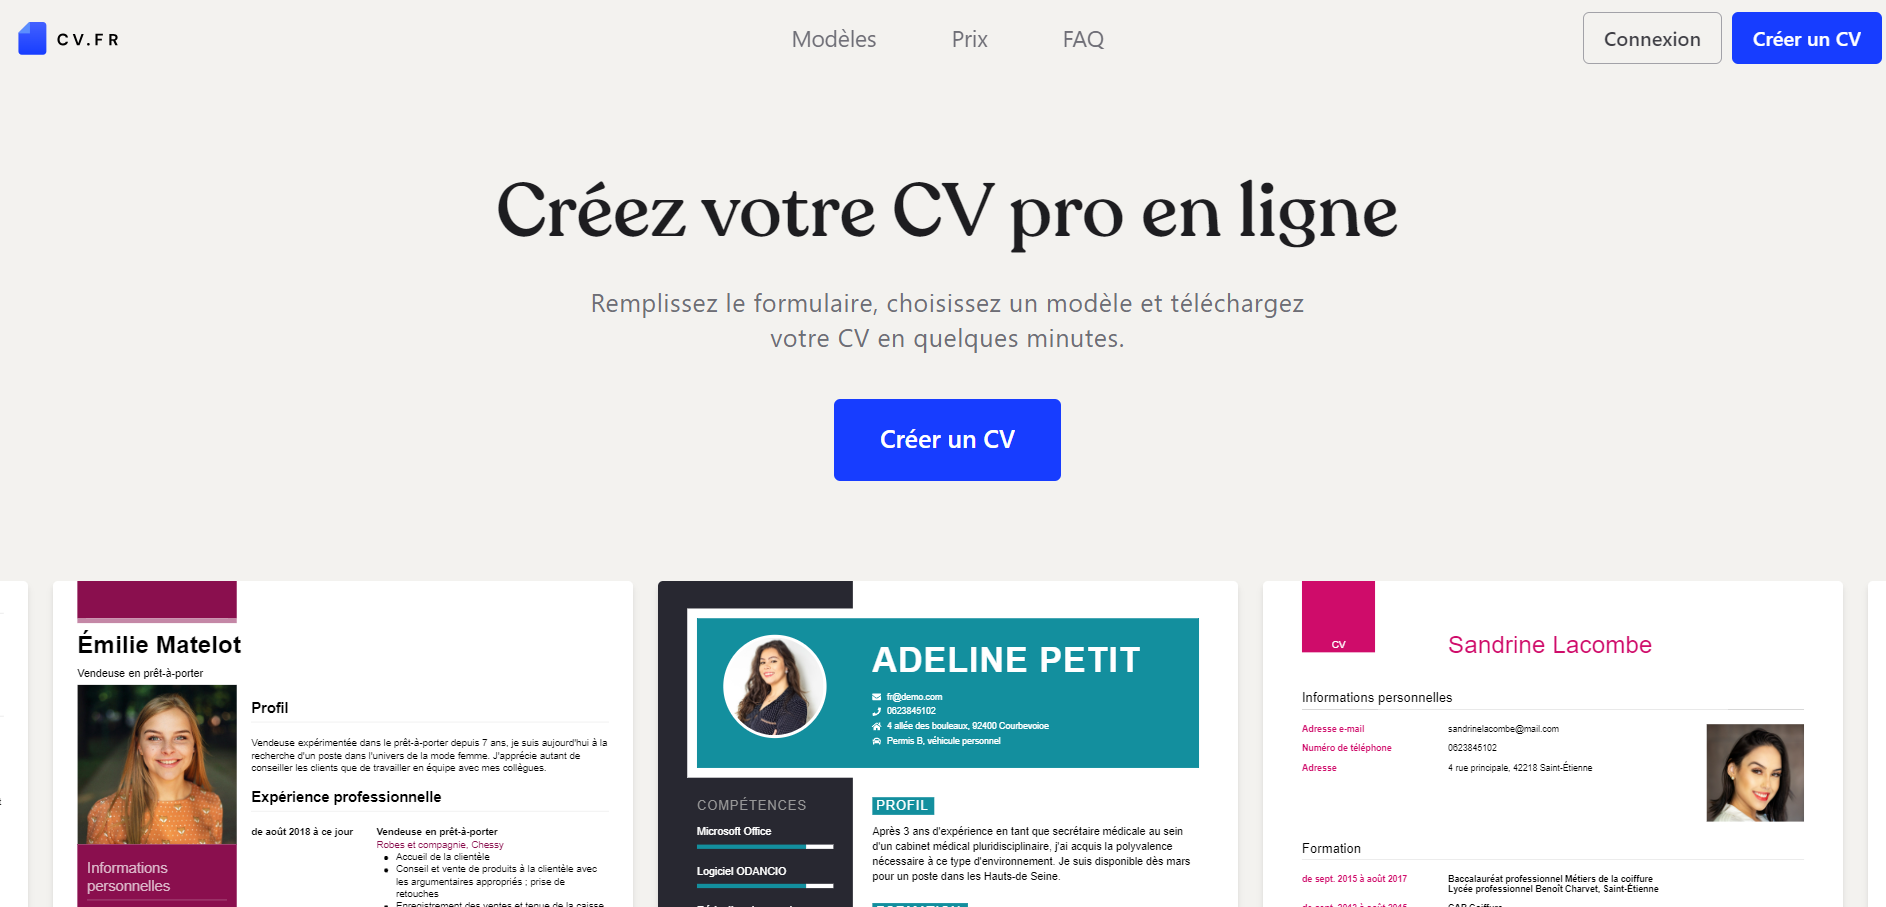 CV.FR
Modèles
Prix
FAQ
Connexion
Créer un CV
Créez votre CV pro en ligne
Remplissez le formulaire, choisissez un modèle et téléchargez
votre CV en quelques minutes.
Créer un CV
Émilie Matelot
Vendeuse en prêt-à-porter
Profil
Vendeuse expérimentée dans le prêt-à-porter depuis 7 ans, je suis aujourd'hui à la
recherche d'un poste dans l'univers de la mode femme. J'apprécie autant de
conseiller les clients que de travailler en équipe avec mes collègues.
Expérience professionnelle
de août 2018 à ce jour
Vendeuse en prêt-à-porter
Robes et compagnie, Chessy
Accueil de la clientèle
Conseil et vente de produits à la clientèle avec
les argumentaires appropriés ; prise de
retouches
Enregistrement des ventes et tenue de la caisse
Informations
personnelles
ADELINE PETIT
fr@demo.com
0623845102
4 allée des bouleaux, 92400 Courbevoioe
Permis B, véhicule personnel
COMPÉTENCES
Microsoft Office
Logiciel ODANCIO
PROFIL
Après 3 ans d'expérience en tant que secrétaire médicale au sein
d'un cabinet médical pluridisciplinaire, j'ai acquis la polyvalence
nécessaire à ce type d'environnement. Je suis disponible dès mars
pour un poste dans les Hauts-de Seine.
CV
Sandrine Lacombe
Informations personnelles
Adresse e-mail
sandrinelacombe@mail.com
Numéro de téléphone
0623845102
Adresse
4 rue principale, 42218 Saint-Étienne
Formation
de sept. 2015 à août 2017
Baccalauréat professionnel Métiers de la coiffure
Lycée professionnel Benoît Charvet, Saint-Étienne